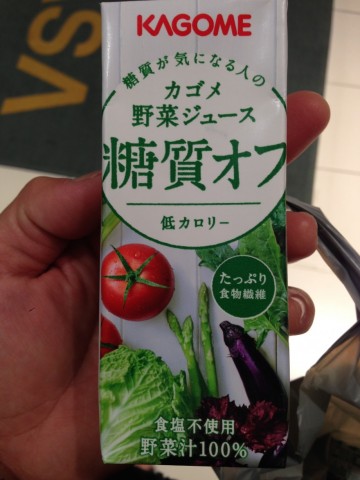 VS
KAGOME
糖質が気になる人の
カゴメ
野菜ジュース
糖質オフ
低カロリー
たっぷり
食物繊維
食塩不使用
野菜汁100%